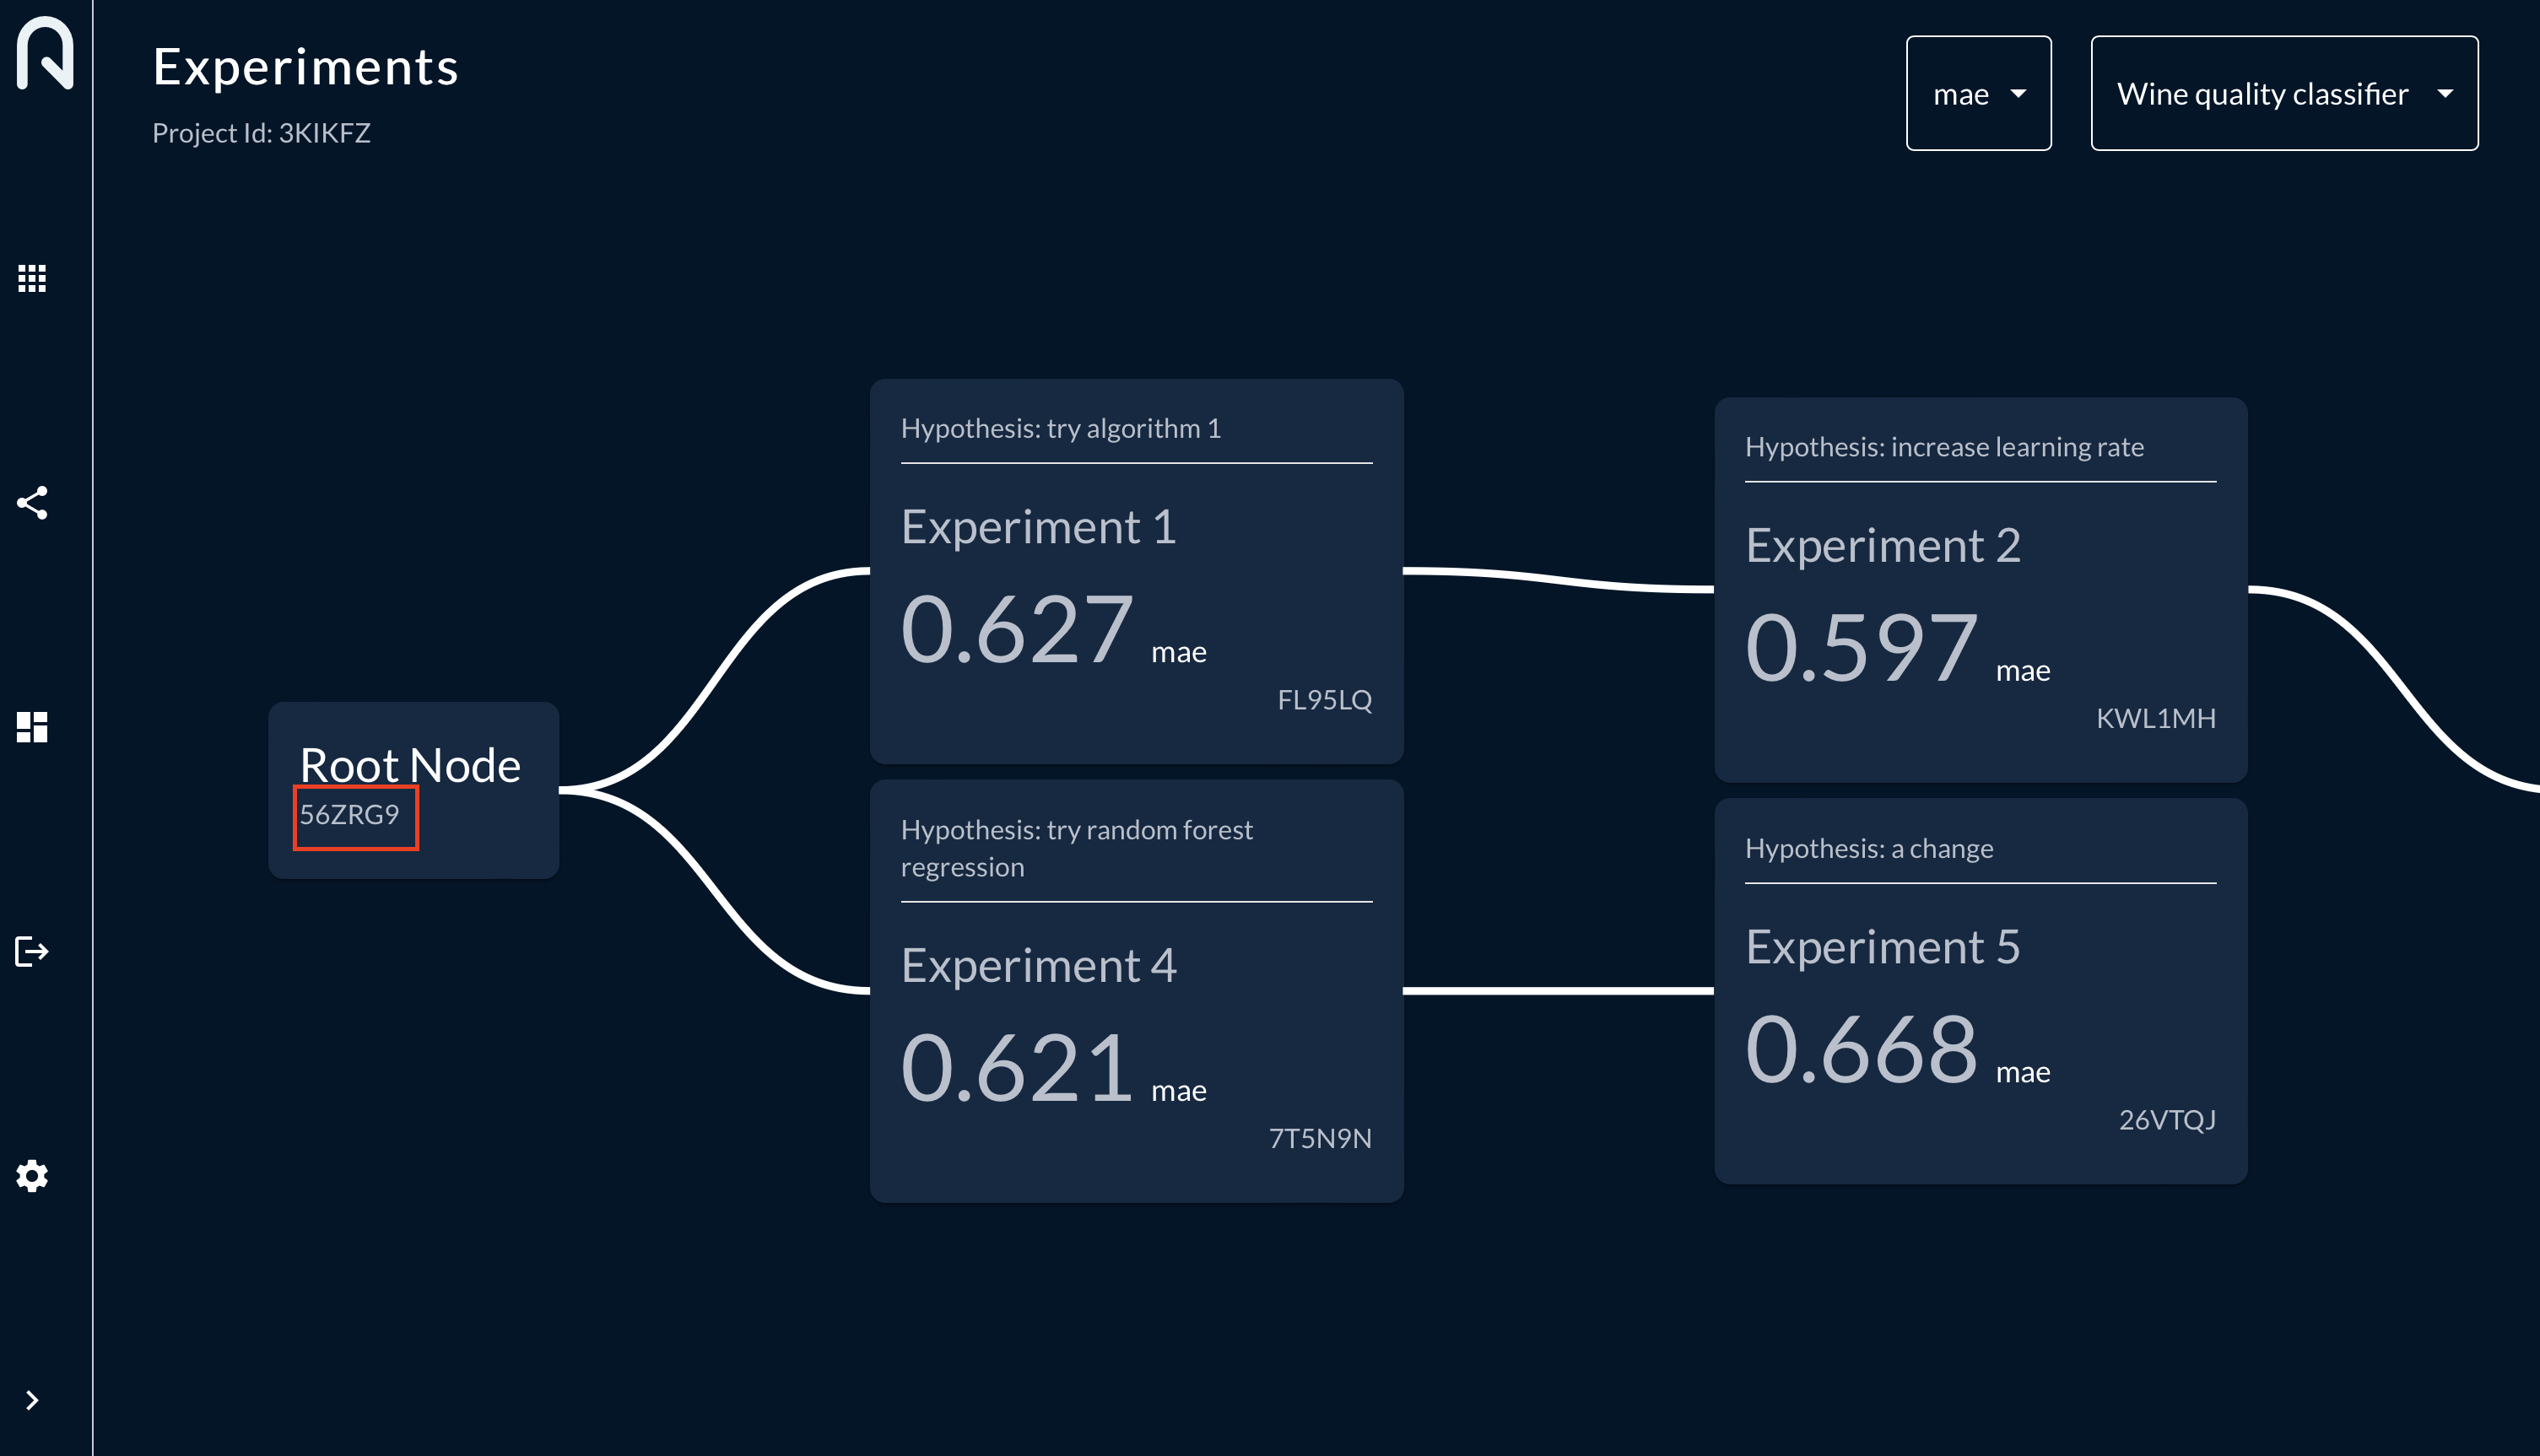 Experiments
Project Id: 3KIKFZ
mae
Wine quality classifier
Root Node
56ZRG9
Hypothesis: try algorithm 1
Experiment 1
0.627 mae
FL95LQ
Hypothesis: try random forest
regression
Experiment 4
0.621 mae
7T5N9N
Hypothesis: increase learning rate
Experiment 2
0.597 mae
KWL1MH
Hypothesis: a change
Experiment 5
0.668 mae
26VTQJ